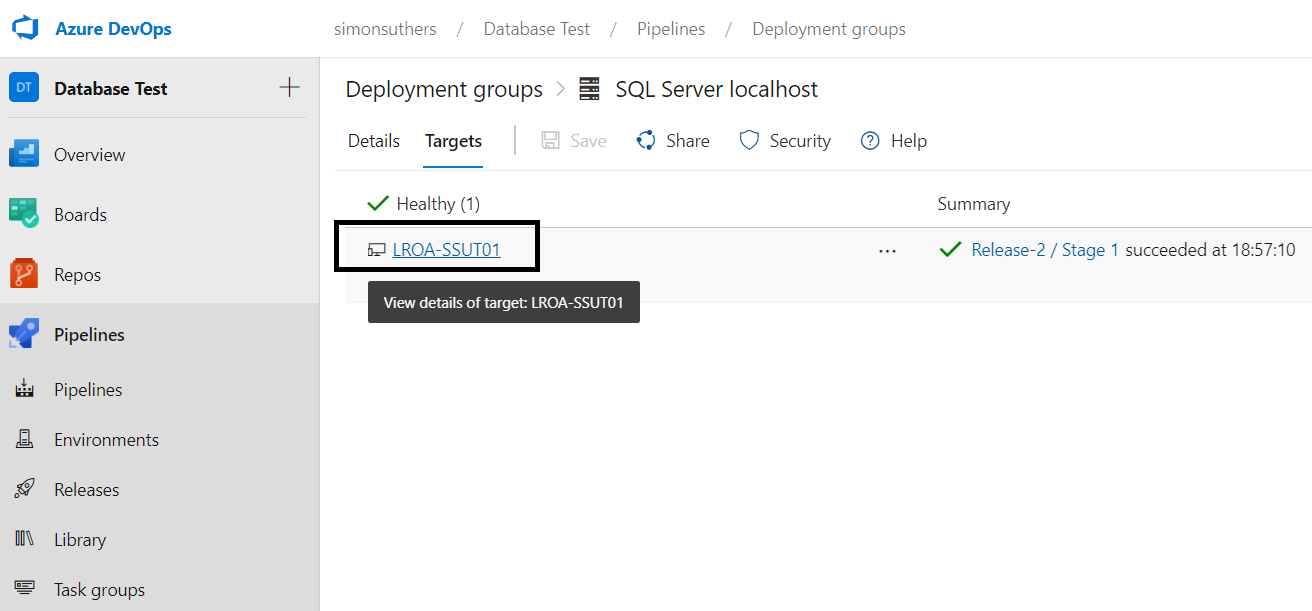 Azure DevOps
simonsuthers / Database Test / Pipelines / Deployment groups
DT Database Test
Overview
Boards
Repos
Pipelines
Pipelines
Environments
Releases
Library
Task groups
Deployment groups > SQL Server localhost
Details Targets Save Share Security Help
Healthy (1) Summary
LROA-SSUT01 ... Release-2 / Stage 1 succeeded at 18:57:10
View details of target: LROA-SSUT01